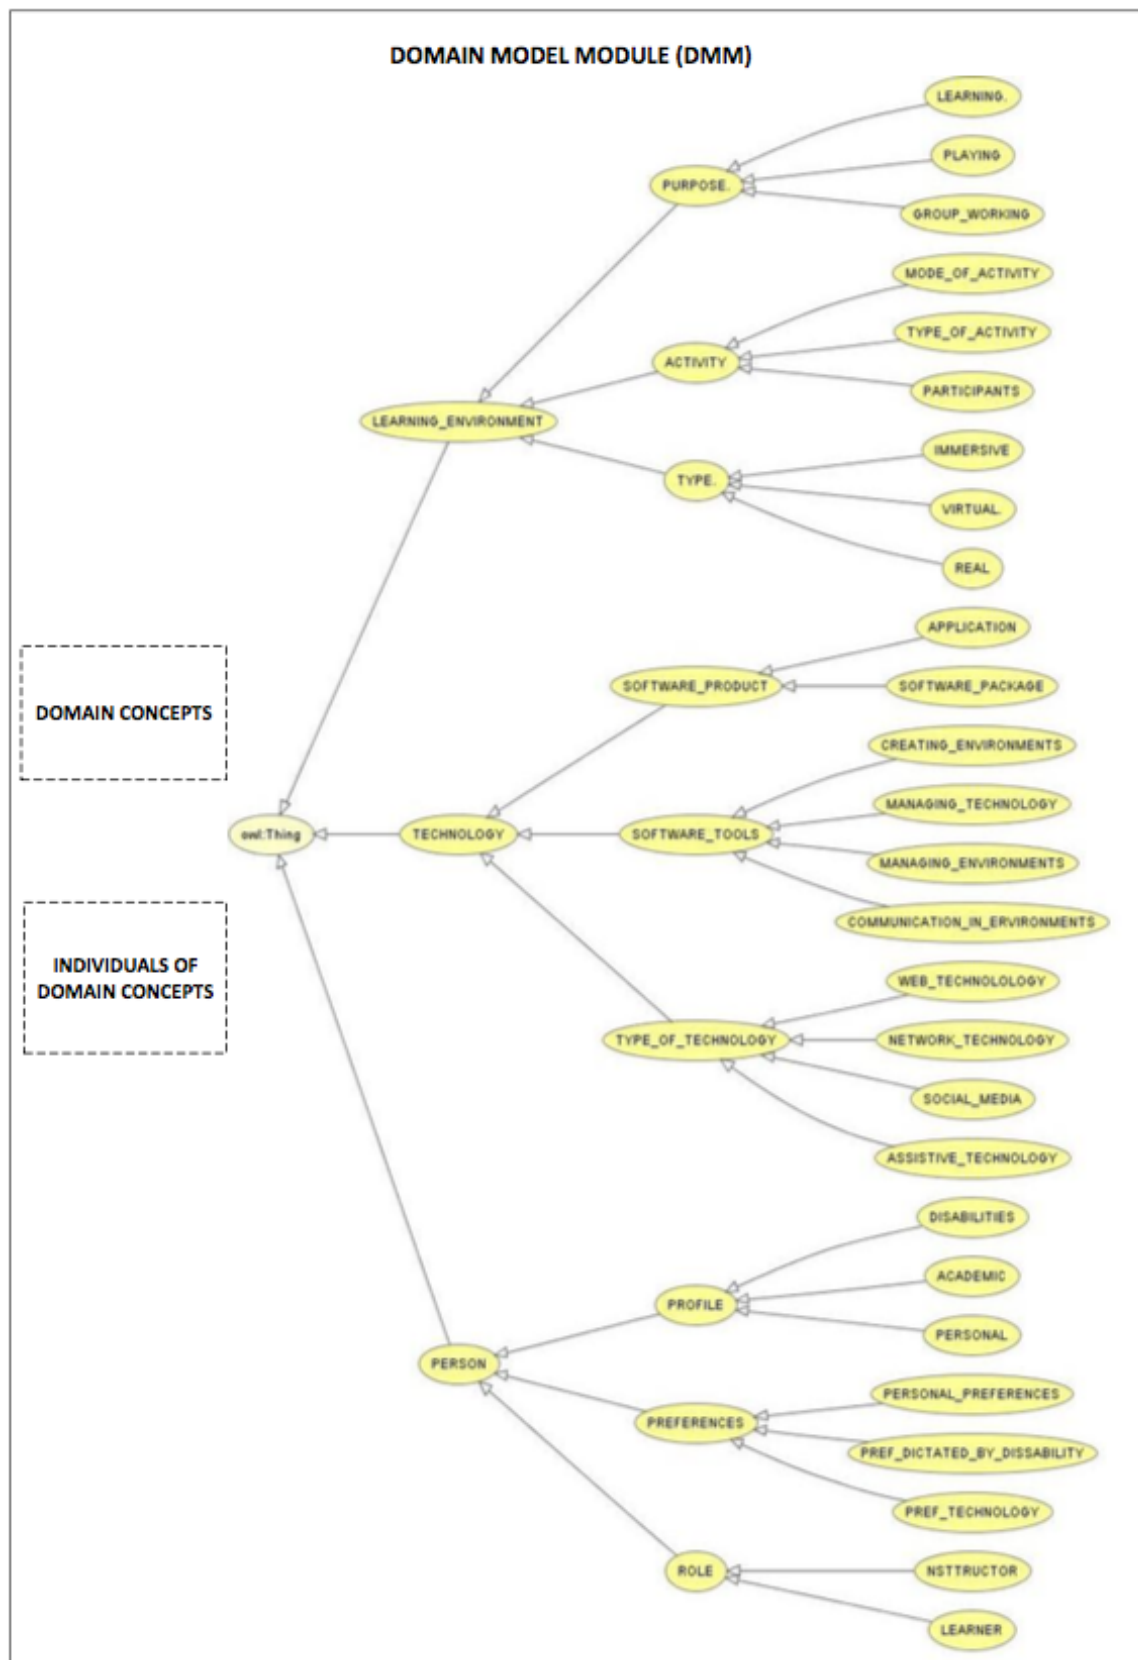 DOMAIN MODEL MODULE (DMM)
LEARNING.
PLAYING
PURPOSE.
GROUP_WORKING
MODE_OF_ACTIVITY
TYPE_OF_ACTIVITY
ACTIVITY
PARTICIPANTS
LEARNING_ENVIRONMENT
IMMERSIVE
TYPE.
VIRTUAL.
REAL
APPLICATION
SOFTWARE_PRODUCT
SOFTWARE_PACKAGE
DOMAIN CONCEPTS
CREATING_ENVIRONMENTS
MANAGING_TECHNOLOGY
owl:Thing
TECHNOLOGY
SOFTWARE_TOOLS
MANAGING_ENVIRONMENTS
COMMUNICATION_IN_ERVIRONMENTS
INDIVIDUALS OF
DOMAIN CONCEPTS
WEB_TECHNOLOLOGY
TYPE_OF_TECHNOLOGY
NETWORK_TECHNOLOGY
SOCIAL_MEDIA
ASSISTIVE_TECHNOLOGY
DISABILITIES
ACADEMIC
PROFILE
PERSONAL
PERSON
PERSONAL_PREFERENCES
PREFERENCES
PREF_DICTATED_BY_DISSABILITY
PREF_TECHNOLOGY
ROLE
NSTTRUCTOR
LEARNER